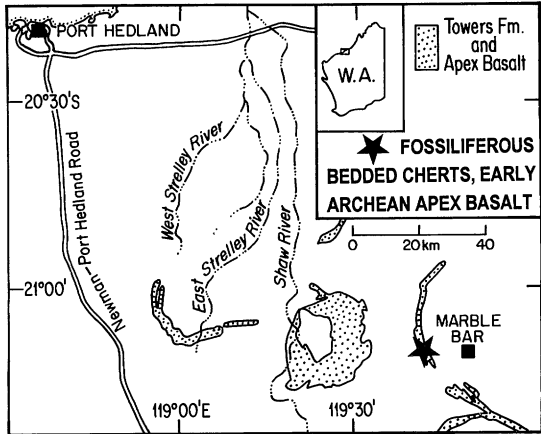 PORT HEDLAND
W.A.
Towers Fm.
and
Apex Basalt
20°30'S
FOSSILIFEROUS
BEDDED CHERTS, EARLY
ARCHEAN APEX BASALT
West Strelley River
East Strelley River
Shaw River
Newman-Port Hedland Road
0 20 40
km
21°00'
MARBLE
BAR
119°00'E
119°30'